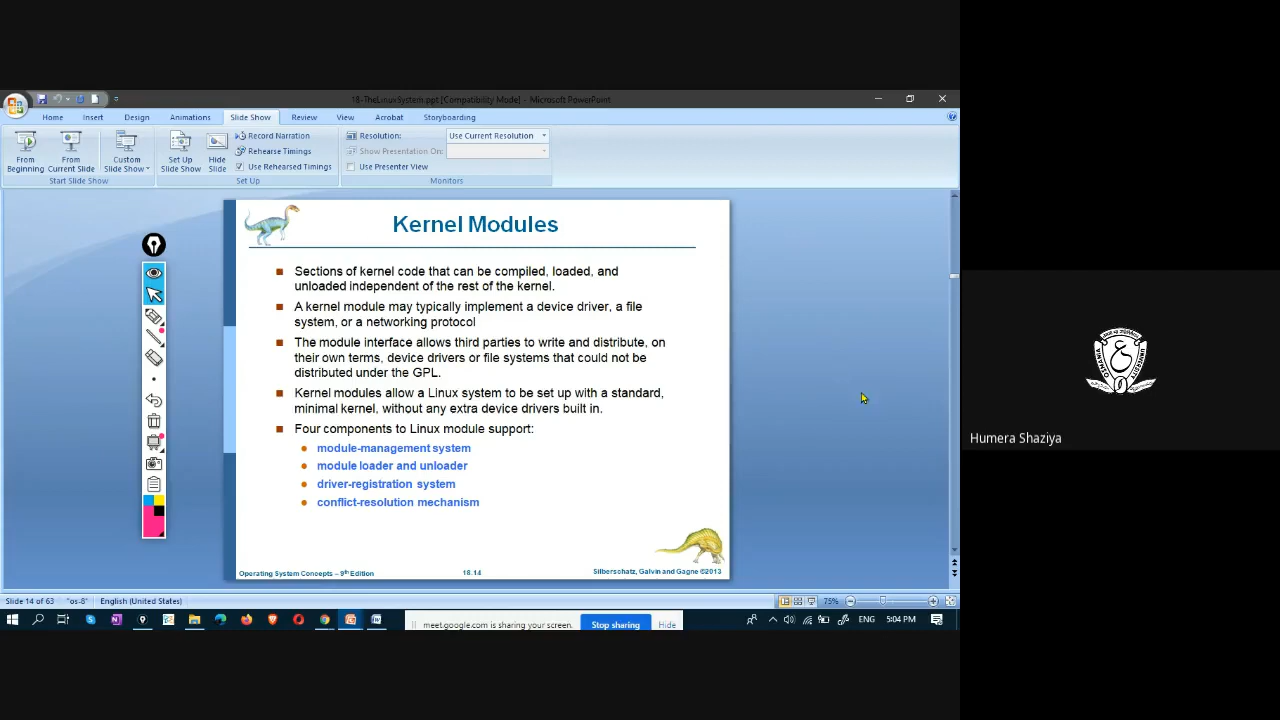 18-TheLinuxSystem.ppt [Compatibility Mode] - Microsoft PowerPoint
Home Insert Design Animations Slide Show Review View Acrobat Storyboarding
From Beginning
From Current Slide
Custom Slide Show
Start Slide Show
Set Up Slide Show
Hide Slide
Record Narration
Rehearse Timings
Use Rehearsed Timings
Set Up
Resolution: Use Current Resolution
Show Presentation On:
Use Presenter View
Monitors
Kernel Modules
Sections of kernel code that can be compiled, loaded, and
unloaded independent of the rest of the kernel.
A kernel module may typically implement a device driver, a file
system, or a networking protocol
The module interface allows third parties to write and distribute, on
their own terms, device drivers or file systems that could not be
distributed under the GPL.
Kernel modules allow a Linux system to be set up with a standard,
minimal kernel, without any extra device drivers built in.
Four components to Linux module support:
module-management system
module loader and unloader
driver-registration system
conflict-resolution mechanism
Operating System Concepts – 9th Edition 18.14 Silberschatz, Galvin and Gagne ©2013
Humera Shaziya
Slide 14 of 63 "os-8" English (United States) 75%
meet.google.com is sharing your screen. Stop sharing Hide
ENG 5:04 PM